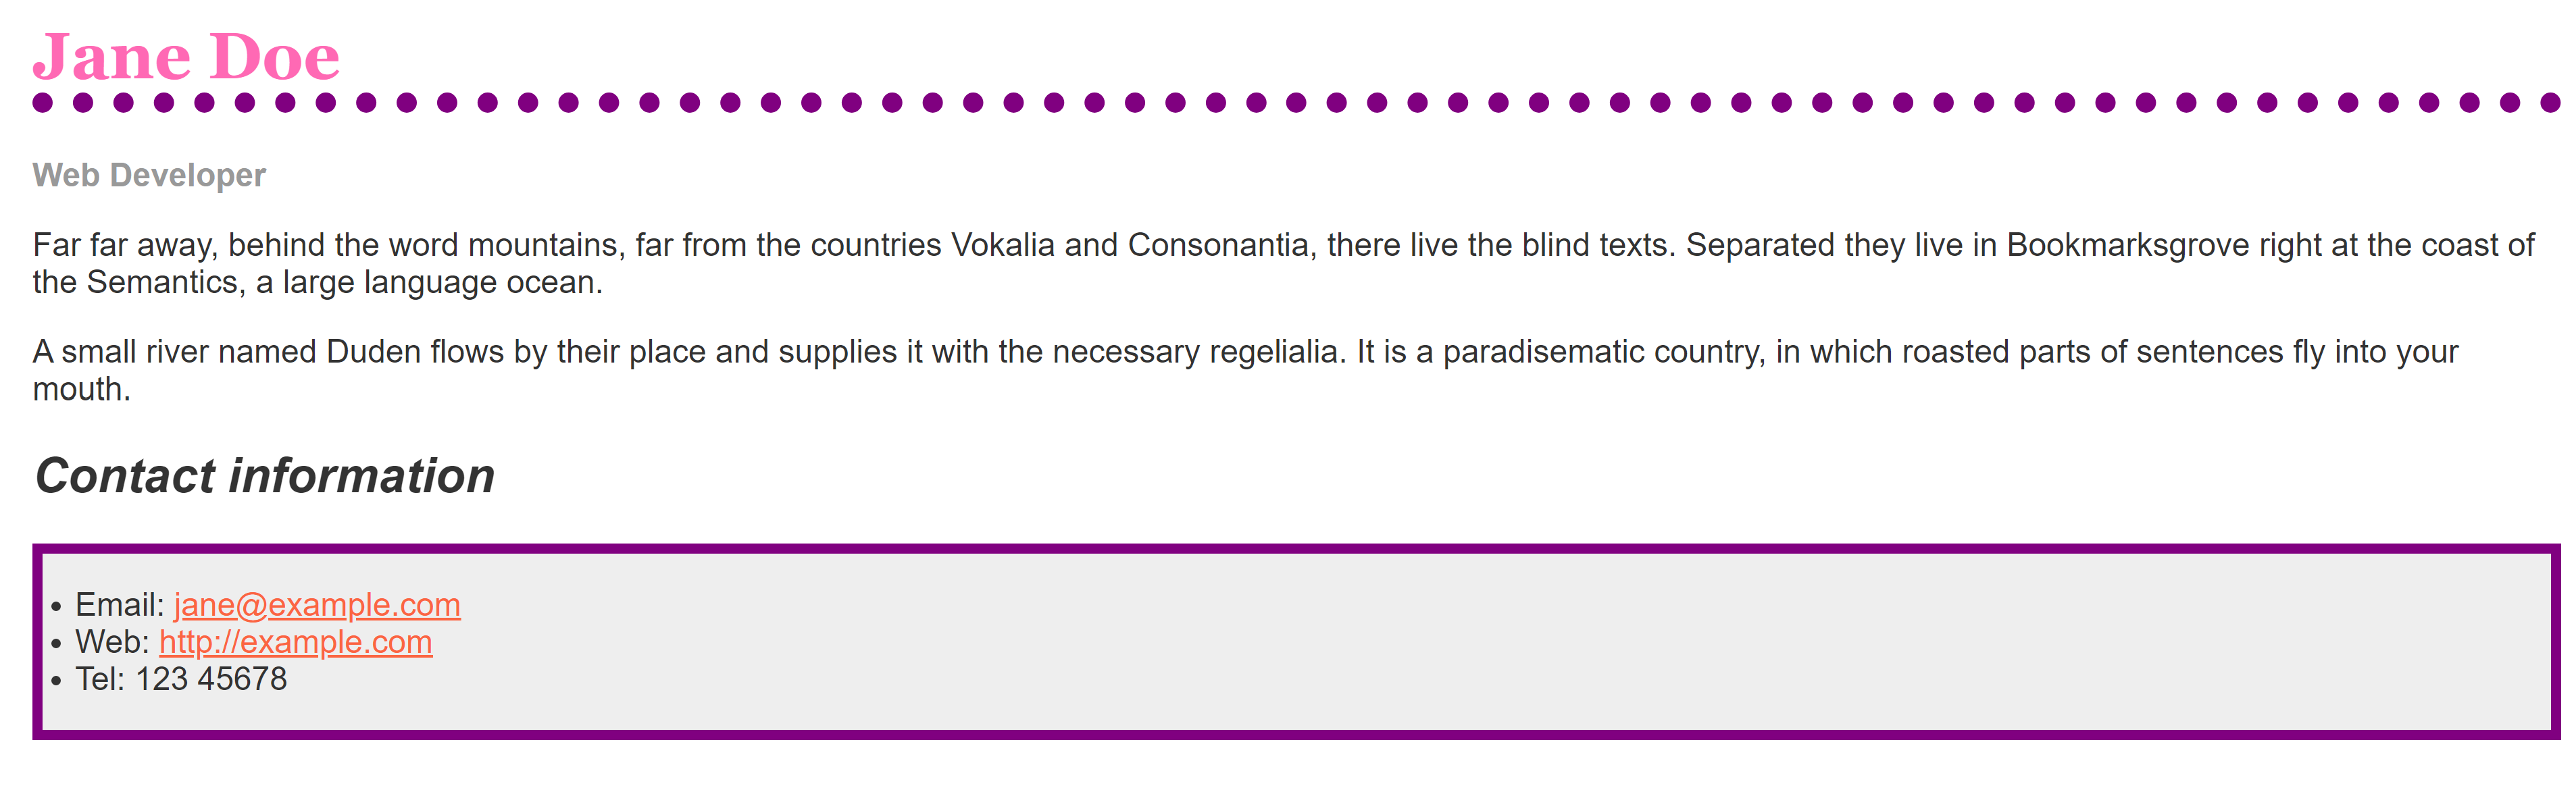 Jane Doe
Web Developer
Far far away, behind the word mountains, far from the countries Vokalia and Consonantia, there live the blind texts. Separated they live in Bookmarksgrove right at the coast of
the Semantics, a large language ocean.
A small river named Duden flows by their place and supplies it with the necessary regelialia. It is a paradisematic country, in which roasted parts of sentences fly into your
mouth.
Contact information
• Email: jane@example.com
• Web: http://example.com
• Tel: 123 45678